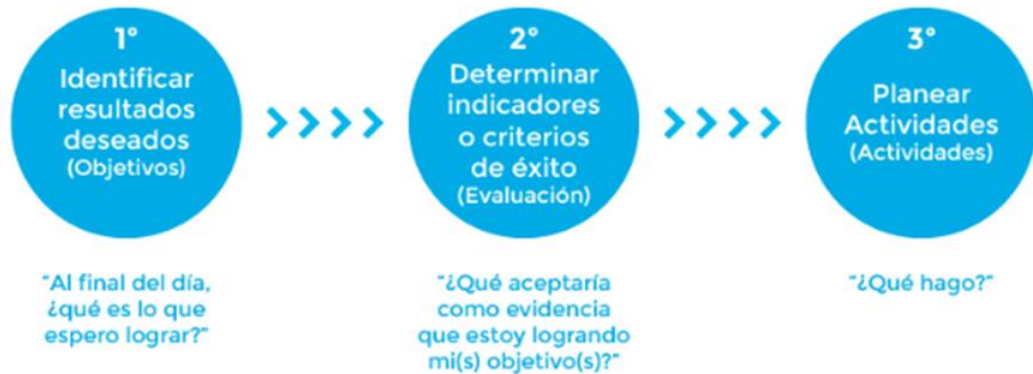 1°
Identificar
resultados
deseados
(Objetivos)
"Al final del día,
¿qué es lo que
espero lograr?"
2°
Determinar
indicadores
o criterios
de éxito
(Evaluación)
"¿Qué aceptaría
como evidencia
que estoy logrando
mi(s) objetivo(s)?"
3°
Planear
Actividades
(Actividades)
"¿Qué hago?"